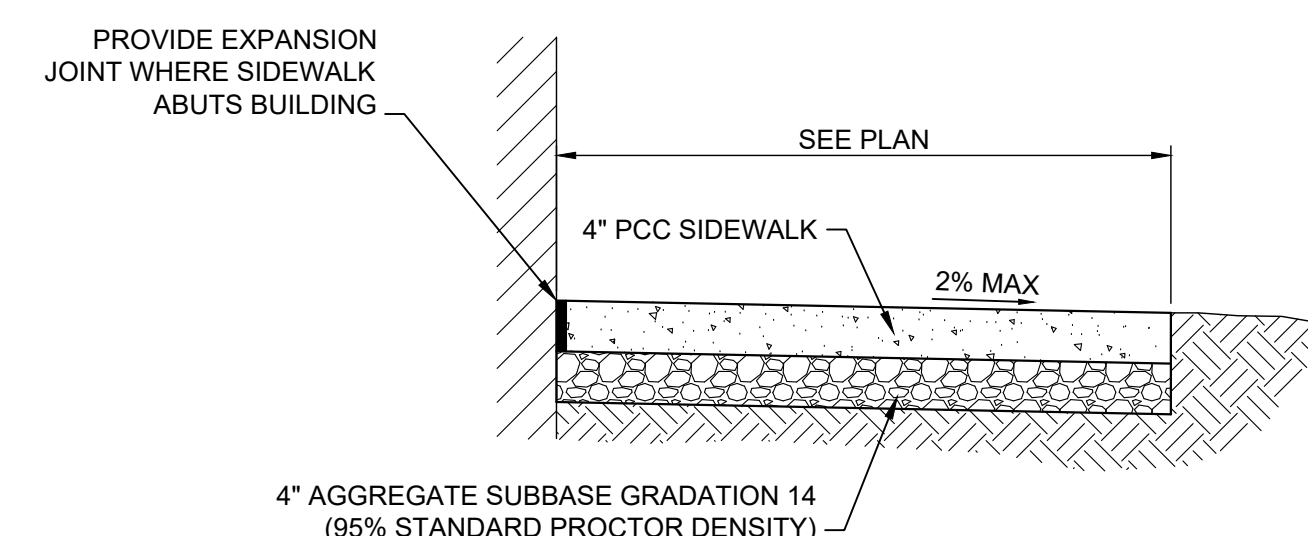 PROVIDE EXPANSION
JOINT WHERE SIDEWALK
ABUTS BUILDING
SEE PLAN
4" PCC SIDEWALK
2% MAX
4" AGGREGATE SUBBASE GRADATION 14
(95% STANDARD PROCTOR DENSITY)